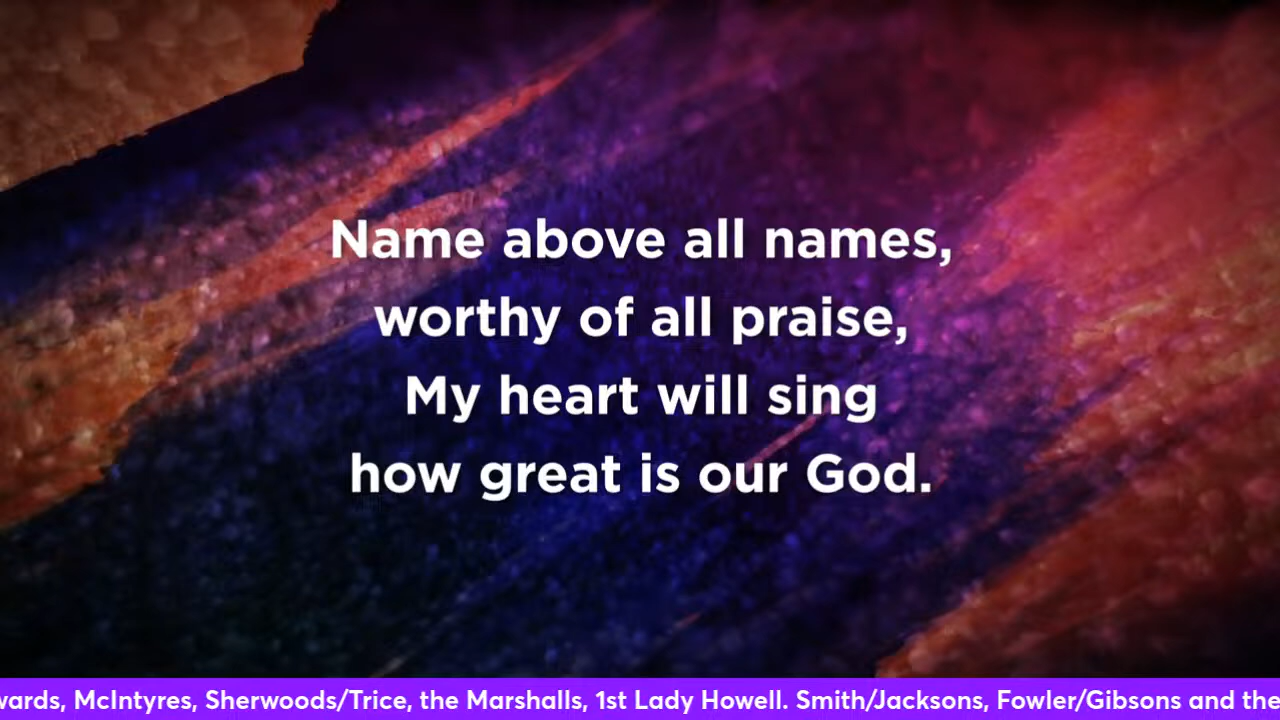 Name above all names,
worthy of all praise,
My heart will sing
how great is our God.
wards, McIntyres, Sherwoods/Trice, the Marshalls, 1st Lady Howell. Smith/Jacksons, Fowler/Gibsons and the